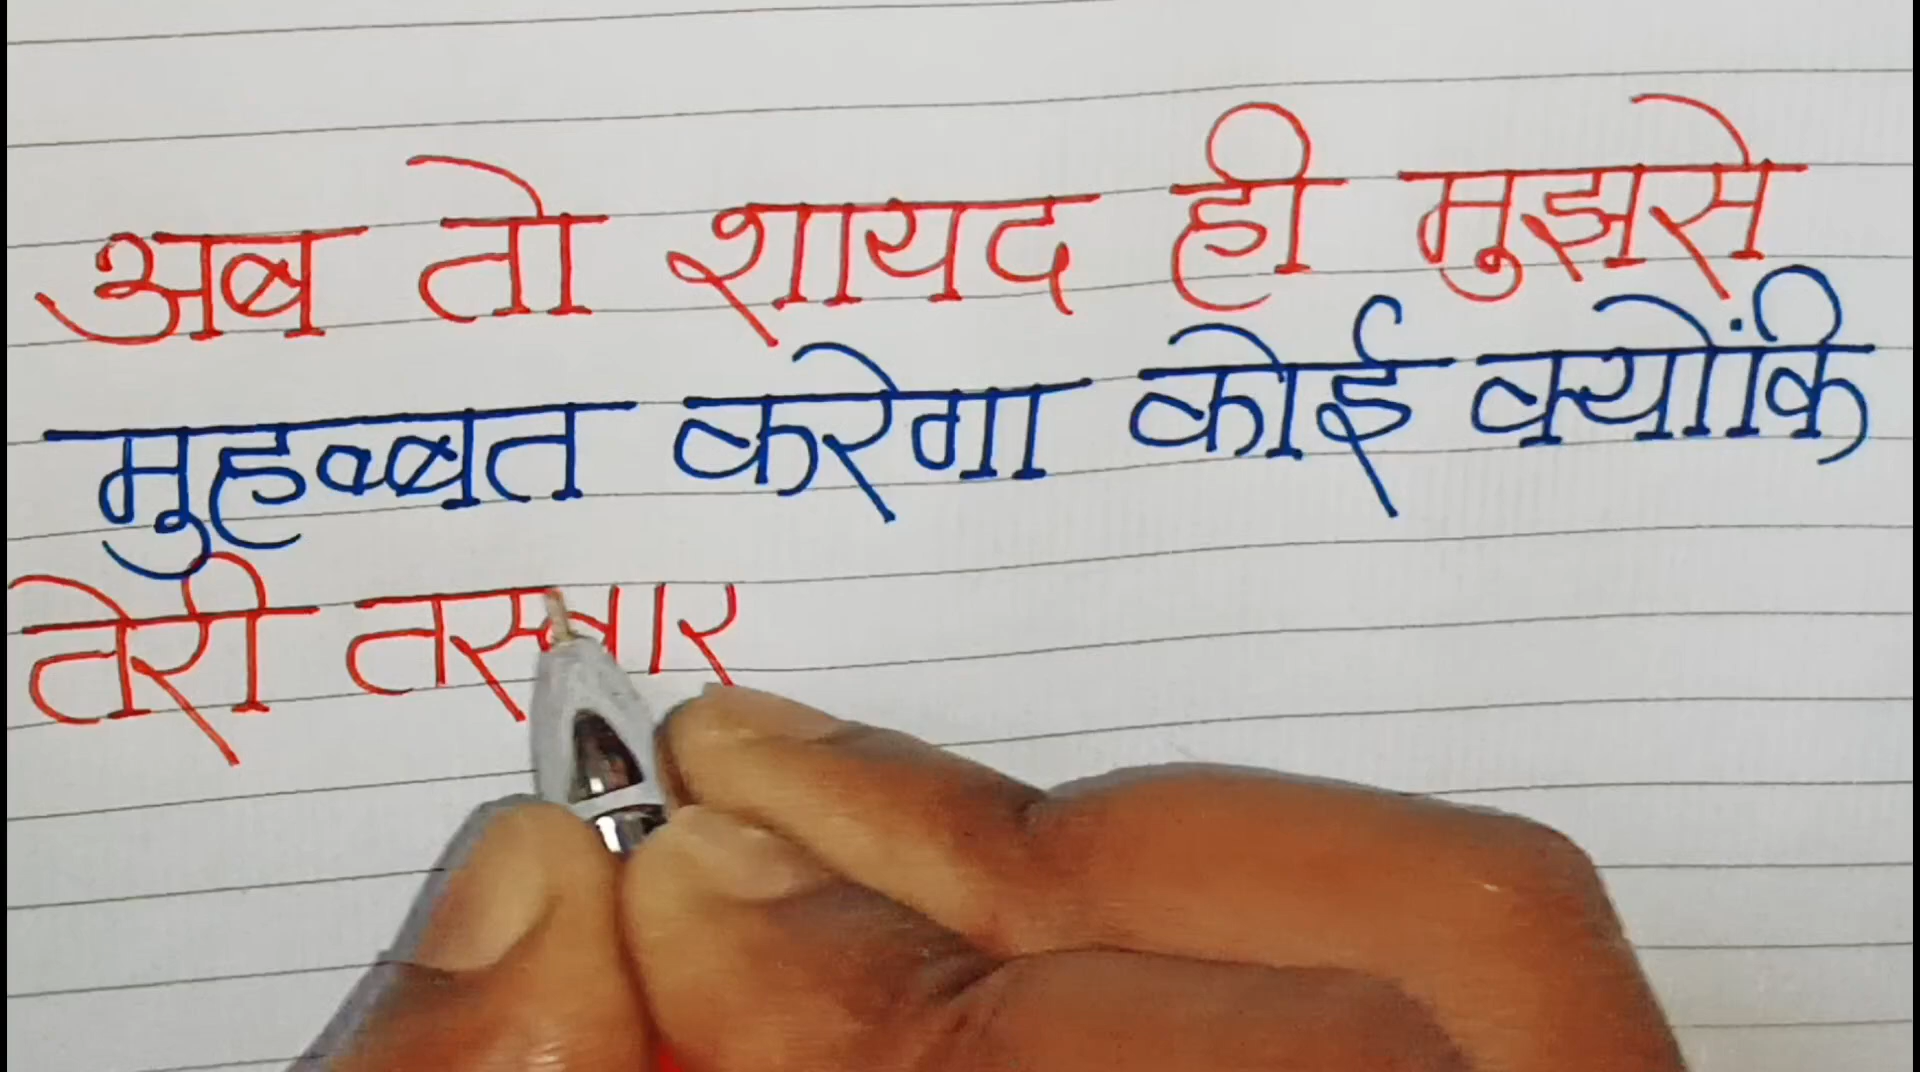 अब तो शायद ही मुझसे
मुहब्बत करेगा कोई क्योंकि
तेरी